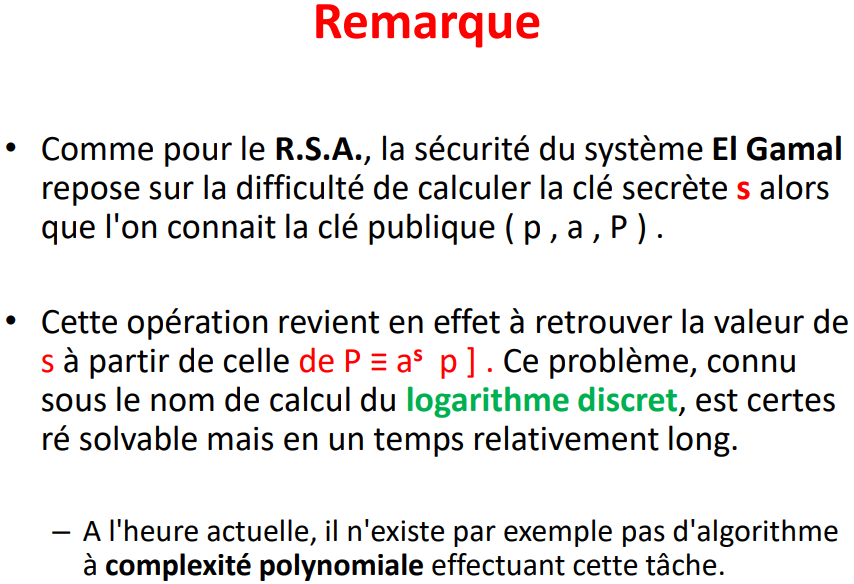 Remarque
• Comme pour le R.S.A., la sécurité du système El Gamal
repose sur la difficulté de calculer la clé secrète s alors
que l'on connait la clé publique ( p , a , P ) .
• Cette opération revient en effet à retrouver la valeur de
s à partir de celle de P ≡ aˢ p ] . Ce problème, connu
sous le nom de calcul du logarithme discret, est certes
ré solvable mais en un temps relativement long.
– A l'heure actuelle, il n'existe par exemple pas d'algorithme
à complexité polynomiale effectuant cette tâche.